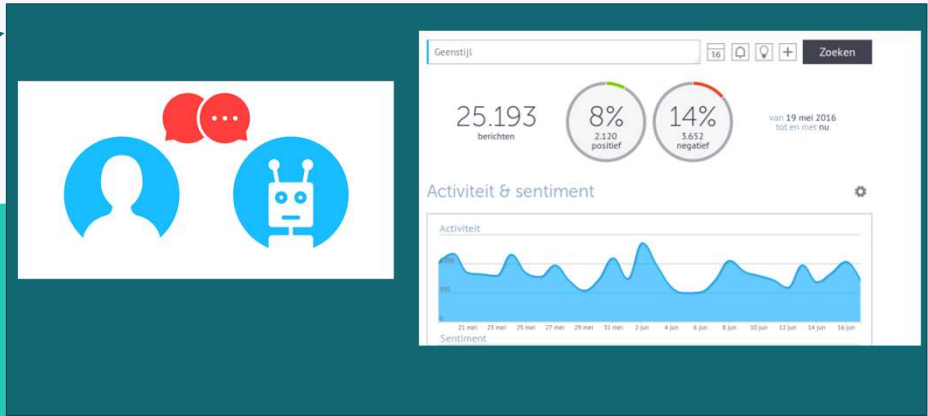 Geenstijl
16
Zoeken
25.193
berichten
8%
2.120
positief
14%
3.652
negatief
van 19 mei 2016
tot en met nu
Activiteit & sentiment
Activiteit
500
0
21 mei 23 mei 25 mei 27 mei 29 mei 31 mei 2 jun 4 jun 6 jun 8 jun 10 jun 12 jun 14 jun 16 jun
Sentiment